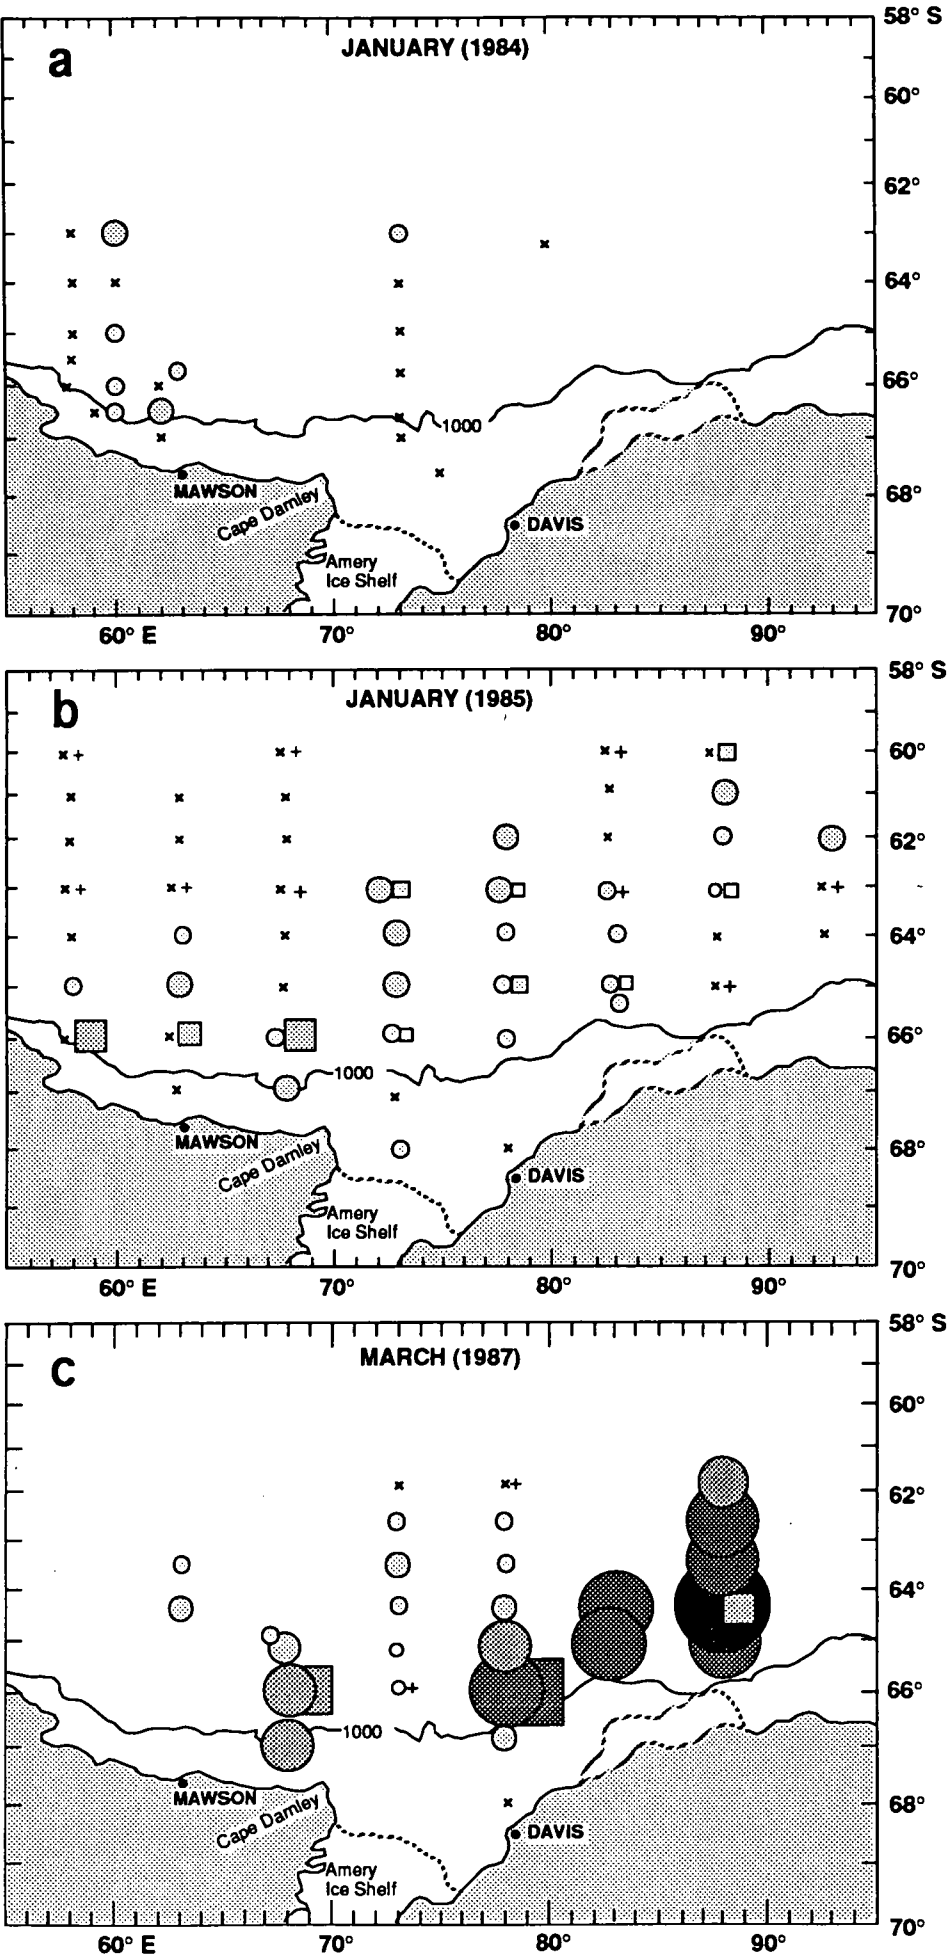 58° S
JANUARY (1984)
a
60°
62°
64°
66°
1000
MAWSON
68°
Cape Darnley
DAVIS
Amery
Ice Shelf
70°
60° E
70°
80°
90°
58° S
JANUARY (1985)
b
60°
62°
64°
66°
1000
MAWSON
68°
Cape Darnley
DAVIS
Amery
Ice Shelf
70°
60° E
70°
80°
90°
58° S
MARCH (1987)
c
60°
62°
64°
66°
1000
MAWSON
68°
Cape Darnley
DAVIS
Amery
Ice Shelf
70°
60° E
70°
80°
90°